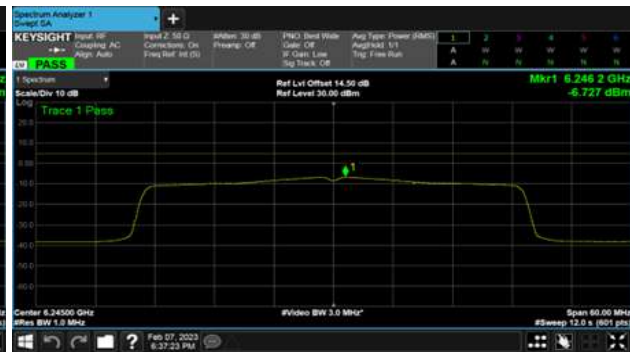 Spectrum Analyzer 1
Swept SA
+
KEYSIGHT
Input: RF
Coupling: AC
Align: Auto
Input Z: 50 Ω
Corrections: On
Freq Ref: Int (S)
#Atten: 30 dB
Preamp: Off
PNO: Best Wide
Gate: Off
IF Gain: Low
Sig Track: Off
Avg Type: Power (RMS)
Avg|Hold: 1/1
Trig: Free Run
1 2 3 4 5 6
A W W W W W
A N N N N N
PASS
1 Spectrum
Scale/Div 10 dB
Ref Lvl Offset 14.50 dB
Ref Level 30.00 dBm
Mkr1 6.246 2 GHz
-6.727 dBm
Log
Trace 1 Pass
20.0
10.0
0.00
-10.0
-20.0
-30.0
-40.0
-50.0
-60.0
1
Center 6.24500 GHz
#Res BW 1.0 MHz
#Video BW 3.0 MHz*
Span 60.00 MHz
#Sweep 12.0 s (601 pts)
Feb 07, 2023
6:37:23 PM